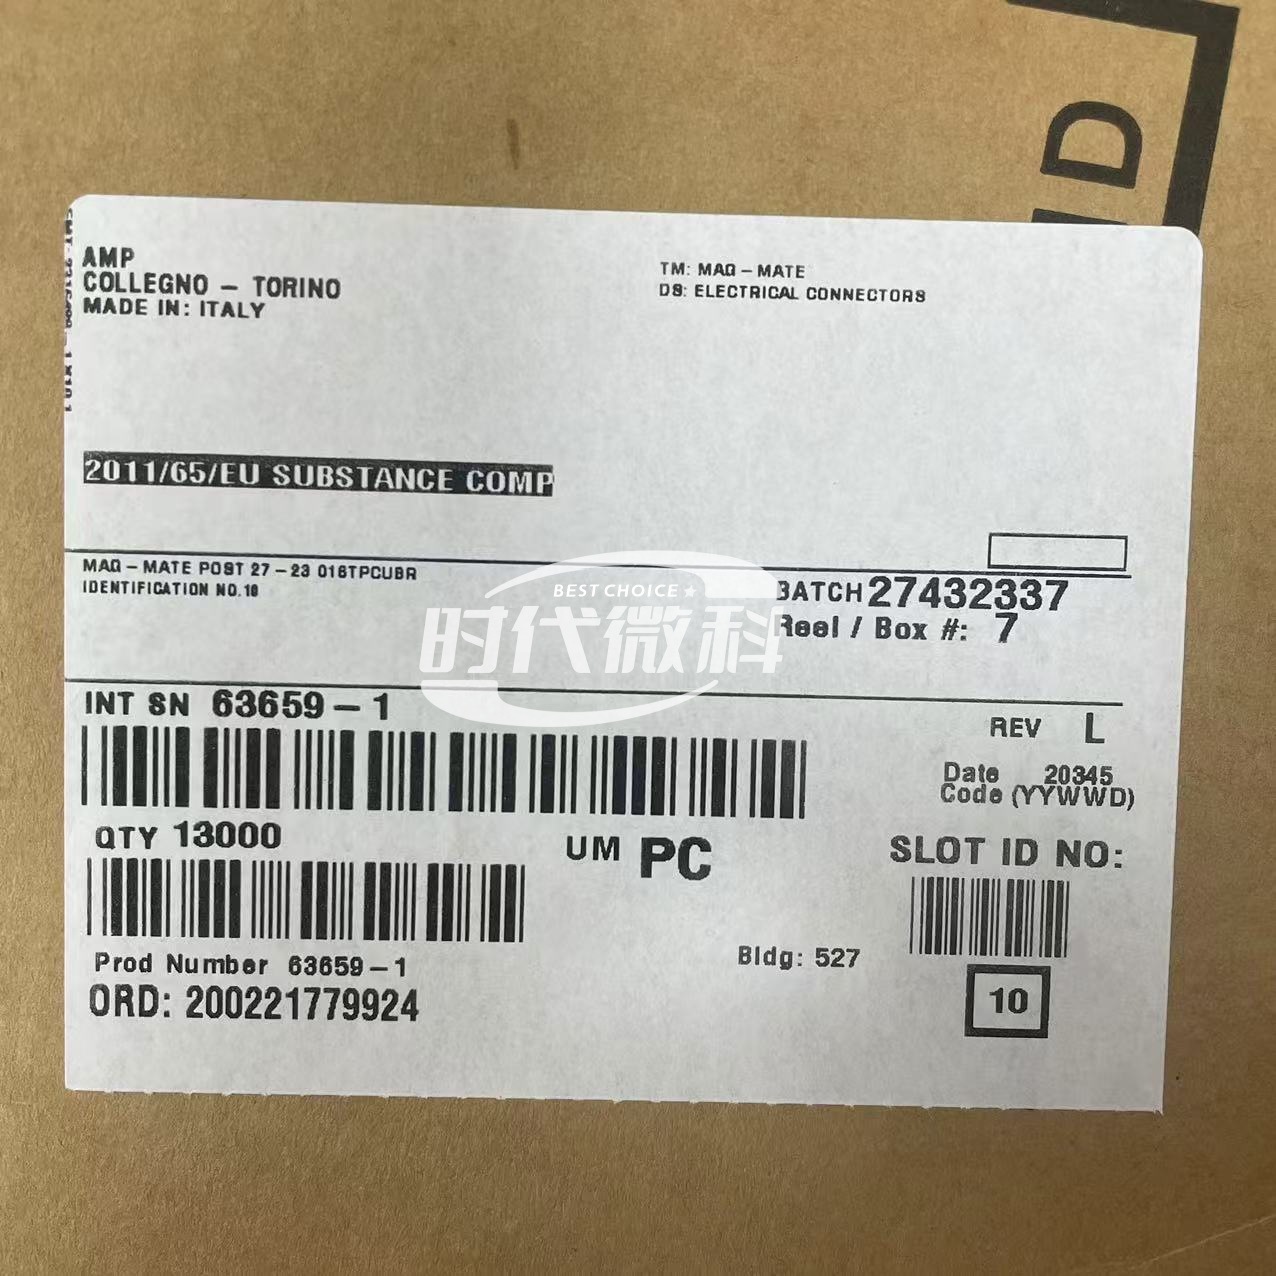 AMP
COLLEGNO - TORINO
MADE IN: ITALY
TM: MAG-MATE
DS: ELECTRICAL CONNECTORS
2011/65/EU SUBSTANCE COMP
MAG-MATE POST 27-23 016TPCUBR
IDENTIFICATION NO.18
BEST CHOICE
时代微科
BATCH 27432337
Reel / Box #: 7
INT SN 63659-1
REV L
Date 20345
Code (YYWWD)
QTY 13000
UM PC
SLOT ID NO:
Prod Number 63659-1
Bldg: 527
ORD: 200221779924
10